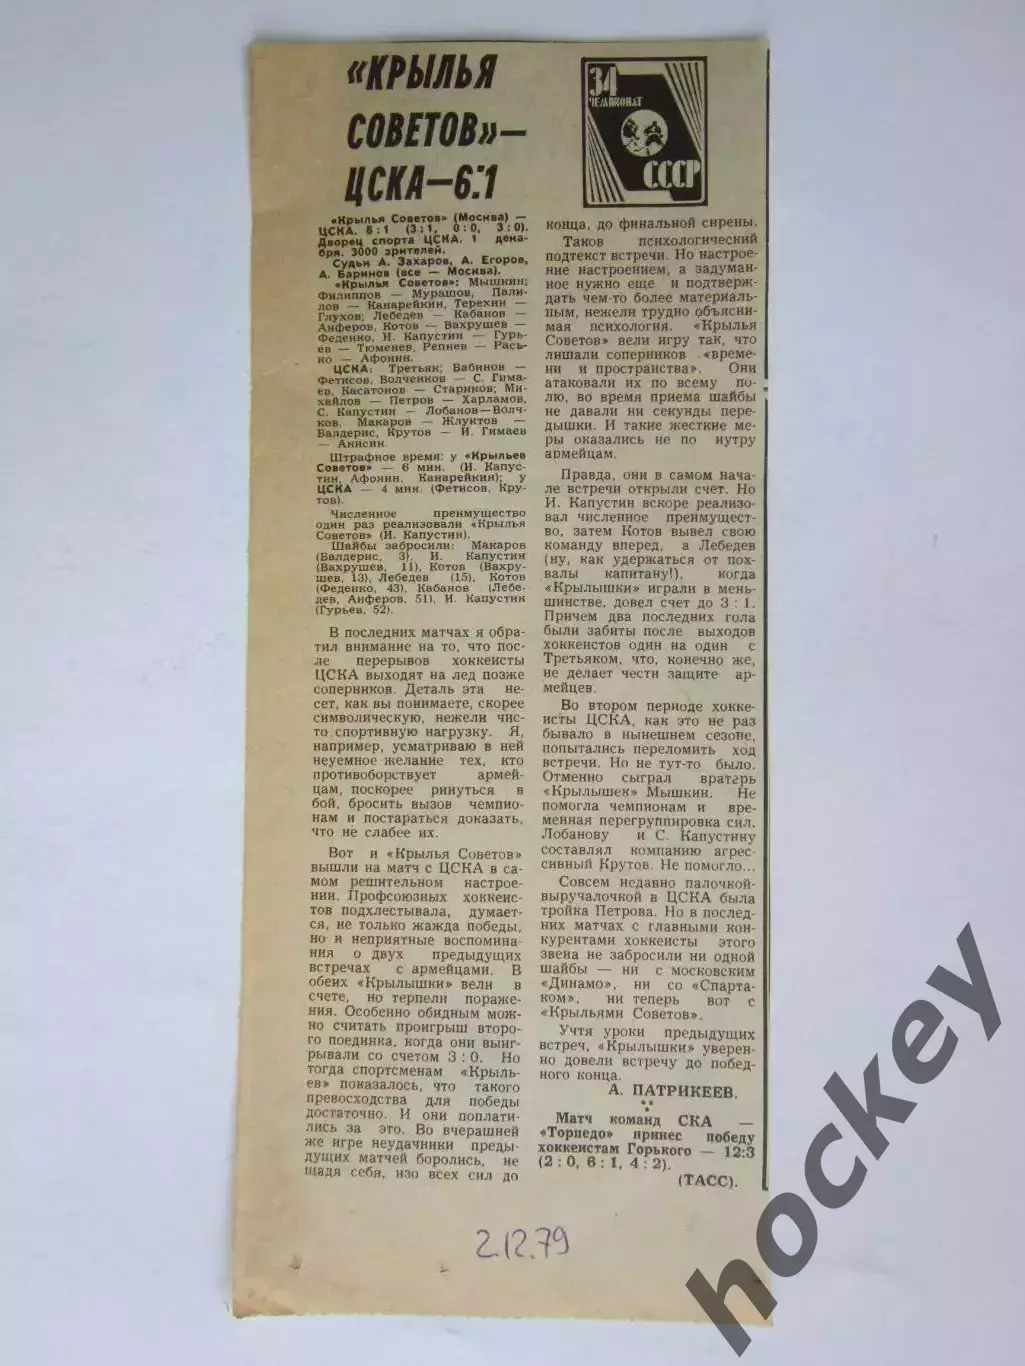 «КРЫЛЬЯ
СОВЕТОВ»—
ЦСКА—6:1
34
ЧЕМПИОНАТ
СССР
«Крылья Советов» (Москва) —
ЦСКА. 6 : 1 (3 : 1, 0 : 0, 3 : 0).
Дворец спорта ЦСКА. 1 дека-
бря. 3000 зрителей.
Судьи А. Захаров, А. Егоров,
А. Баринов (все — Москва).
«Крылья Советов»: Мышкин;
Филиппов — Мурашов, Пали-
лов — Канарейкин, Терехин —
Глухов; Лебедев — Кабанов —
Анферов, Котов — Вахрушев —
Феденко, И. Капустин — Гурь-
ев — Тюменев, Репнев — Рась-
ко — Афонин.
ЦСКА: Третьяк; Бабинов —
Фетисов, Волченков — С. Гима-
ев, Касатонов — Стариков; Ми-
хайлов — Петров — Харламов,
С. Капустин — Лобанов—Волч-
ков, Макаров — Жлуктов —
Балдерис, Крутов — И. Гимаев
— Анисин.
Штрафное время: у «Крыльев
Советов» — 6 мин. (И. Капус-
тин, Афонин, Канарейкин); у
ЦСКА — 4 мин. (Фетисов, Кру-
тов).
Численное преимущество
один раз реализовали «Крылья
Советов» (И. Капустин).
Шайбы забросили: Макаров
(Балдерис, 3), И. Капустин
(Вахрушев, 11), Котов (Вахру-
шев, 13), Лебедев (15), Котов
(Феденко, 43), Кабанов (Лебе-
дев, Анферов, 51), И. Капустин
(Гурьев, 52).
В последних матчах я обра-
тил внимание на то, что пос-
ле перерывов хоккеисты
ЦСКА выходят на лед позже
соперников. Деталь эта не-
сет, как вы понимаете, скорее
символическую, нежели чис-
то спортивную нагрузку. Я,
например, усматриваю в ней
неуемное желание тех, кто
противоборствует армей-
цам, поскорее ринуться в
бой, бросить вызов чемпио-
нам и постараться доказать,
что не слабее их.
Вот и «Крылья Советов»
вышли на матч с ЦСКА в са-
мом решительном настрое-
нии. Профсоюзных хоккеис-
тов подхлестывала, думает-
ся, не только жажда победы,
но и неприятные воспомина-
ния о двух предыдущих
встречах с армейцами. В
обеих «Крылышки» вели в
счете, но терпели пораже-
ния. Особенно обидным мож-
но считать проигрыш второ-
го поединка, когда они выиг-
рывали со счетом 3 : 0. Но
тогда спортсменам «Крыль-
ев» показалось, что такого
превосходства для победы
достаточно. И они поплати-
лись за это. Во вчерашней
же игре неудачники преды-
дущих матчей боролись, не
щадя себя, изо всех сил до
конца, до финальной сирены.
Таков психологический
подтекст встречи. Но настрое-
ние настроением, а задуман-
ное нужно еще и подтверж-
дать чем-то более материаль-
ным, нежели трудно объясни-
мая психология. «Крылья
Советов» вели игру так, что
лишали соперников «време-
ни и пространства». Они
атаковали их по всему по-
лю, во время приема шайбы
не давали ни секунды пере-
дышки. И такие жесткие ме-
ры оказались не по нутру
армейцам.
Правда, они в самом нача-
ле встречи открыли счет. Но
И. Капустин вскоре реализо-
вал численное преимущест-
во, затем Котов вывел свою
команду вперед, а Лебедев
(ну, как удержаться от пох-
валы капитану!), когда
«Крылышки» играли в мень-
шинстве, довел счет до 3 : 1.
Причем два последних гола
были забиты после выходов
хоккеистов один на один с
Третьяком, что, конечно же,
не делает чести защите ар-
мейцев.
Во втором периоде хокке-
исты ЦСКА, как это не раз
бывало в нынешнем сезоне,
попытались переломить ход
встречи. Но не тут-то было.
Отменно сыграл вратарь
«Крылышек» Мышкин. Не
помогла чемпионам и вре-
менная перегруппировка сил.
Лобанову и С. Капустину
составлял компанию агрес-
сивный Крутов. Не помогло...
Совсем недавно палочкой-
выручалочкой в ЦСКА была
тройка Петрова. Но в послед-
них матчах с главными кон-
курентами хоккеисты этого
звена не забросили ни одной
шайбы — ни с московским
«Динамо», ни со «Спарта-
ком», ни теперь вот с
«Крыльями Советов».
Учтя уроки предыдущих
встреч, «Крылышки» уверен-
но довели встречу до побед-
ного конца.
А. ПАТРИКЕЕВ.
Матч команд СКА —
«Торпедо» принес победу
хоккеистам Горького — 12:3
(2 : 0, 6 : 1, 4 : 2).
(ТАСС).
2.12.79
hockey